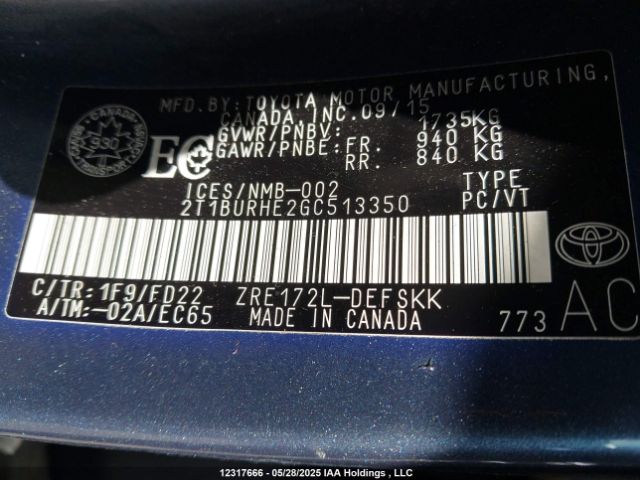 MFD. BY: TOYOTA MOTOR MANUFACTURING,
CANADA, INC. 09/15
GVWR/PNBV: 1735KG
GAWR/PNBE: FR. 940 KG
RR. 840 KG
CANADA
930
EC
ICES/NMB-002 TYPE
2T1BURHE2GC513350 PC/VT
C/TR: 1F9/FD22 ZRE172L-DEFSKK
A/TM:-02A/EC65 MADE IN CANADA 773 AC
12317666 - 05/28/2025 IAA Holdings , LLC